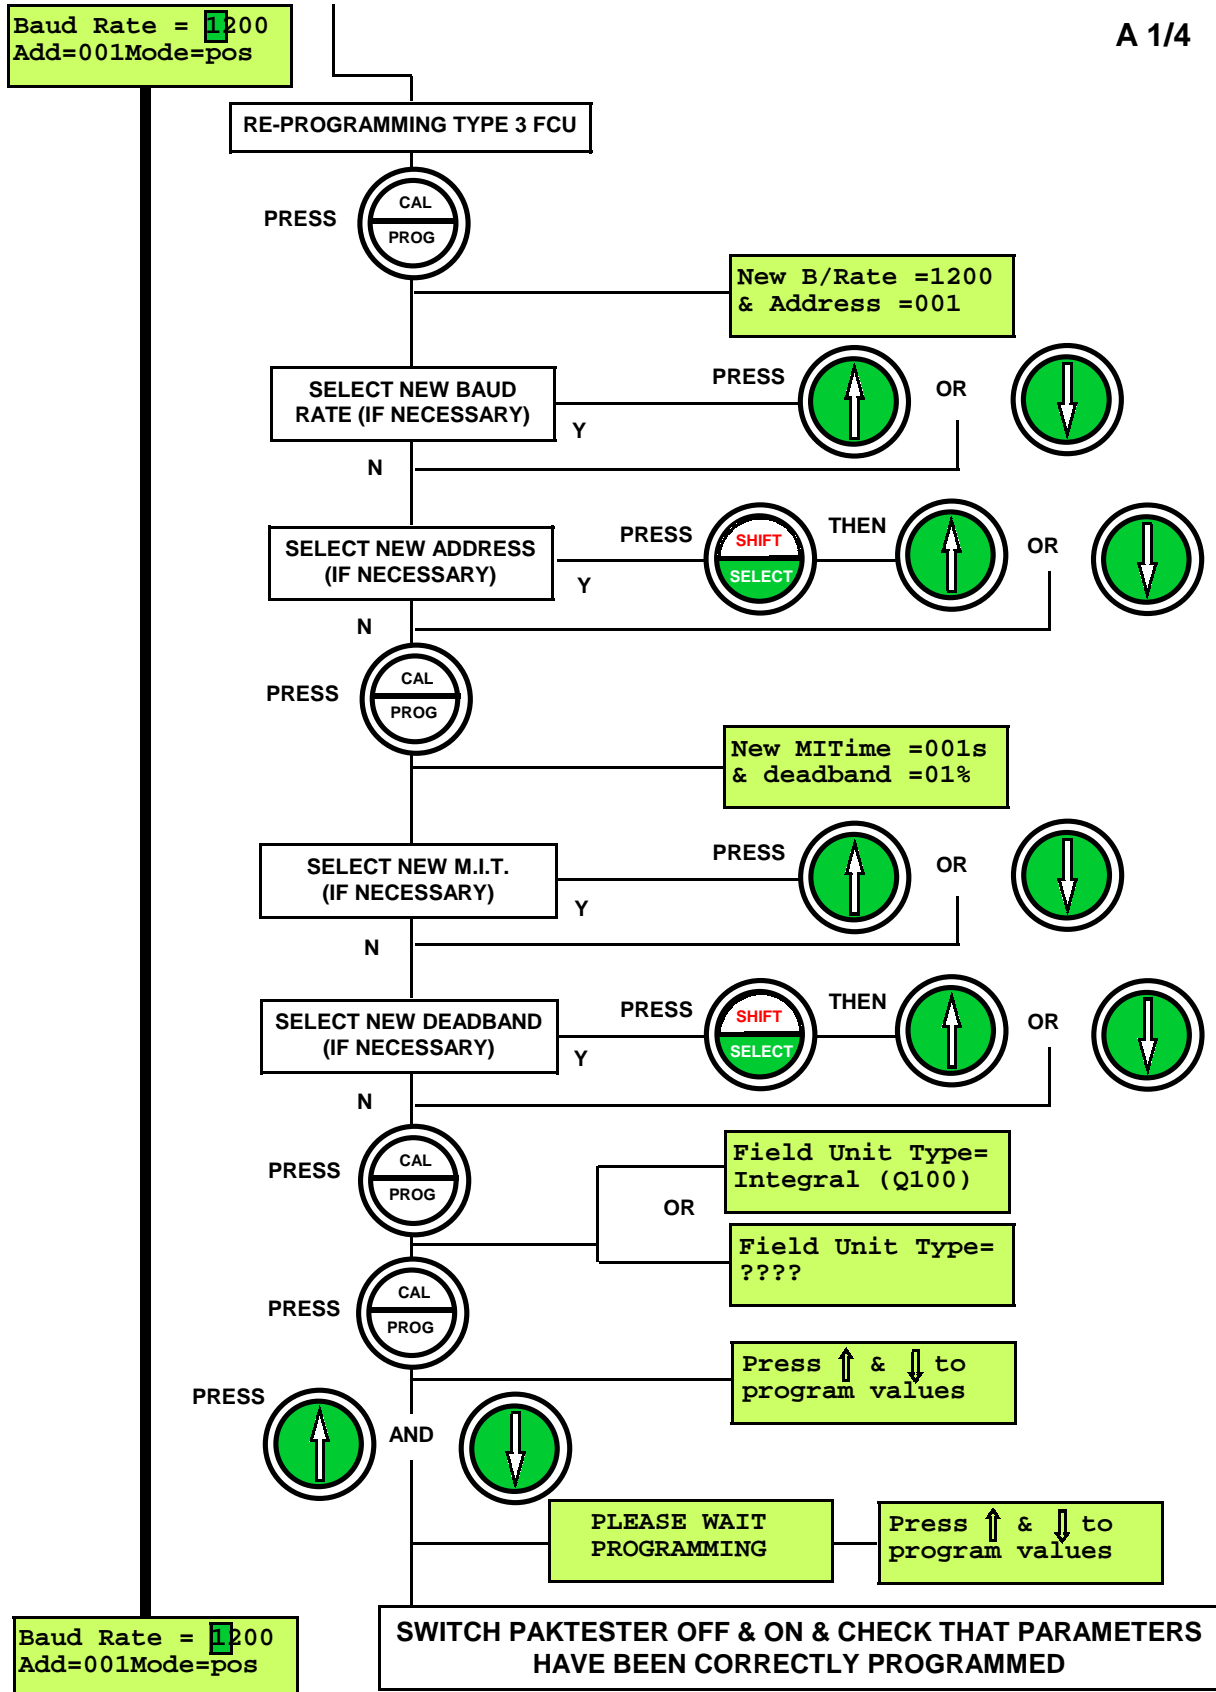 Baud Rate = 1200
Add=001Mode=pos
A 1/4
RE-PROGRAMMING TYPE 3 FCU
PRESS
CAL
PROG
New B/Rate =1200
& Address =001
SELECT NEW BAUD
RATE (IF NECESSARY)
Y
PRESS
OR
N
SELECT NEW ADDRESS
(IF NECESSARY)
Y
PRESS
SHIFT
SELECT
THEN
OR
N
PRESS
CAL
PROG
New MITime =001s
& deadband =01%
SELECT NEW M.I.T.
(IF NECESSARY)
Y
PRESS
OR
N
SELECT NEW DEADBAND
(IF NECESSARY)
Y
PRESS
SHIFT
SELECT
THEN
OR
N
PRESS
CAL
PROG
Field Unit Type=
Integral (Q100)
OR
Field Unit Type=
????
PRESS
CAL
PROG
Press ⇑ & ⇓ to
program values
PRESS
AND
PLEASE WAIT
PROGRAMMING
Press ⇑ & ⇓ to
program values
Baud Rate = 1200
Add=001Mode=pos
SWITCH PAKTESTER OFF & ON & CHECK THAT PARAMETERS
HAVE BEEN CORRECTLY PROGRAMMED